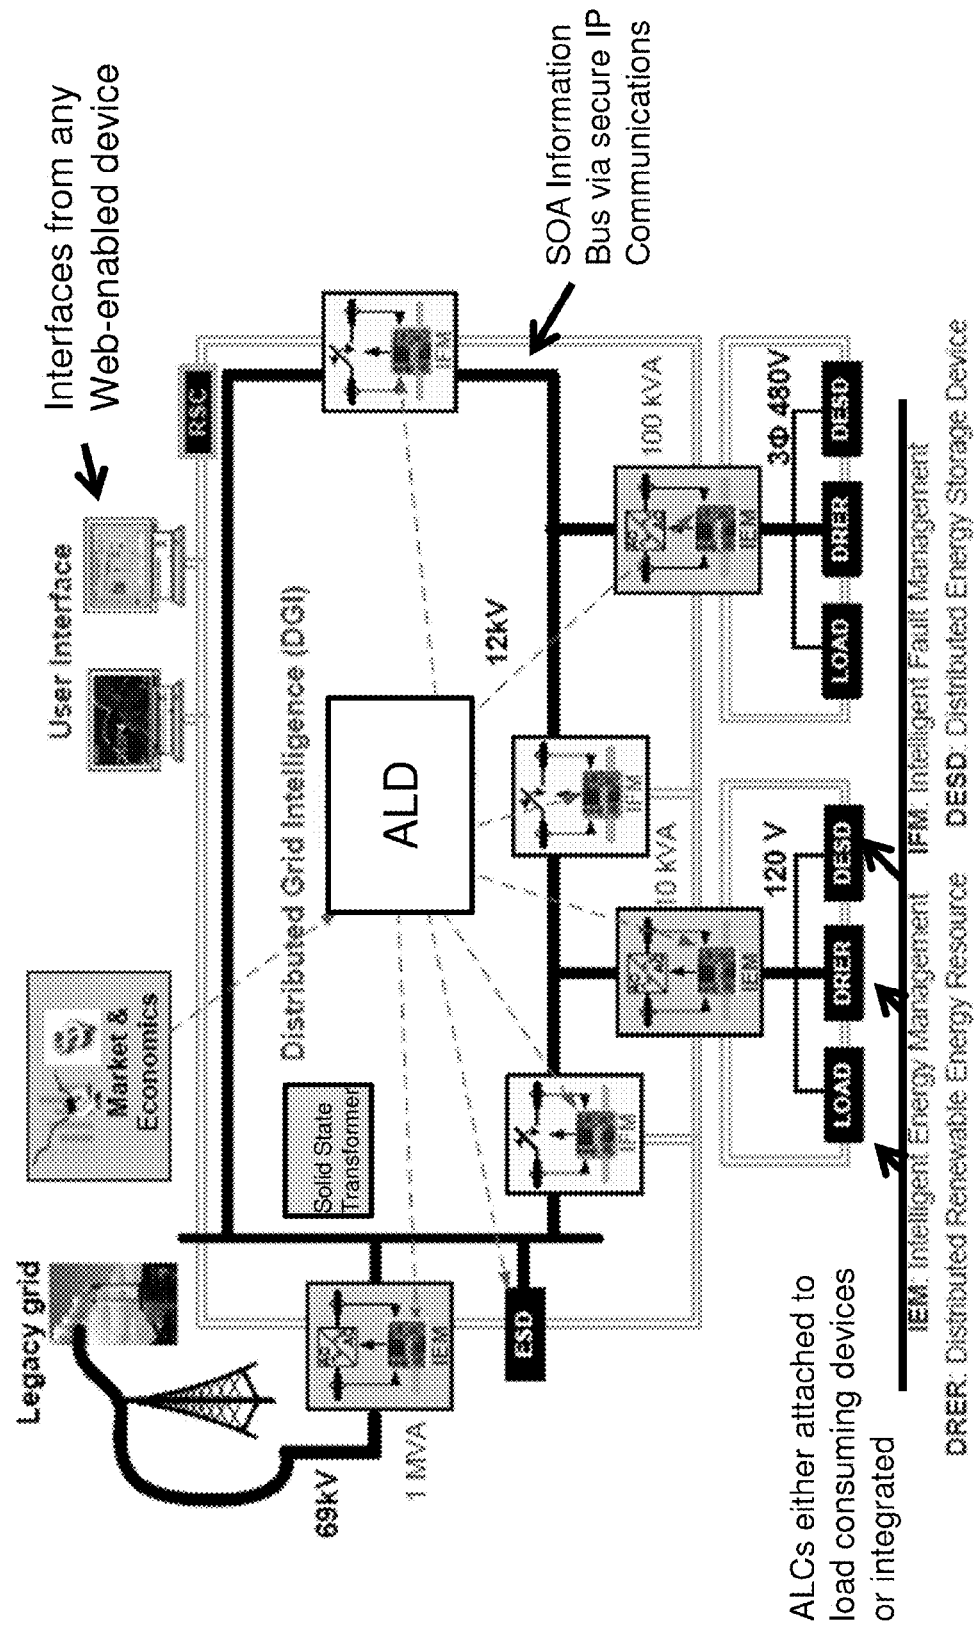 Interfaces from any
Web-enabled device
User Interface
Legacy grid
Market &
Economics
RSC
69kV
1 MVA
IEM
ESD
Solid State
Transformer
Distributed Grid Intelligence (DGI)
ALD
12kV
IFM
IFM
IFM
SOA Information
Bus via secure IP
Communications
10 kVA
IEM
100 kVA
IEM
120 V
LOAD
DRER
DESD
3Φ 480V
LOAD
DRER
DESD
ALCs either attached to
load consuming devices
or integrated
IEM: Intelligent Energy Management IFM: Intelligent Fault Management
DRER: Distributed Renewable Energy Resource DESD: Distributed Energy Storage Device